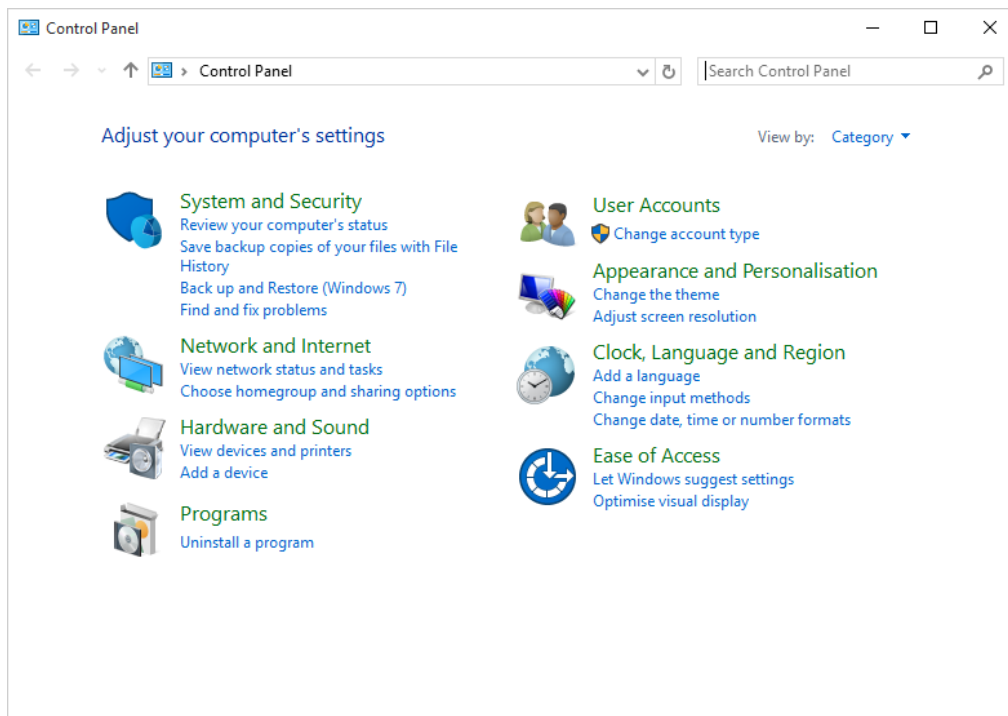 Control Panel
Control Panel
Search Control Panel
Adjust your computer's settings
View by: Category
System and Security
Review your computer's status
Save backup copies of your files with File
History
Back up and Restore (Windows 7)
Find and fix problems
Network and Internet
View network status and tasks
Choose homegroup and sharing options
Hardware and Sound
View devices and printers
Add a device
Programs
Uninstall a program
User Accounts
Change account type
Appearance and Personalisation
Change the theme
Adjust screen resolution
Clock, Language and Region
Add a language
Change input methods
Change date, time or number formats
Ease of Access
Let Windows suggest settings
Optimise visual display